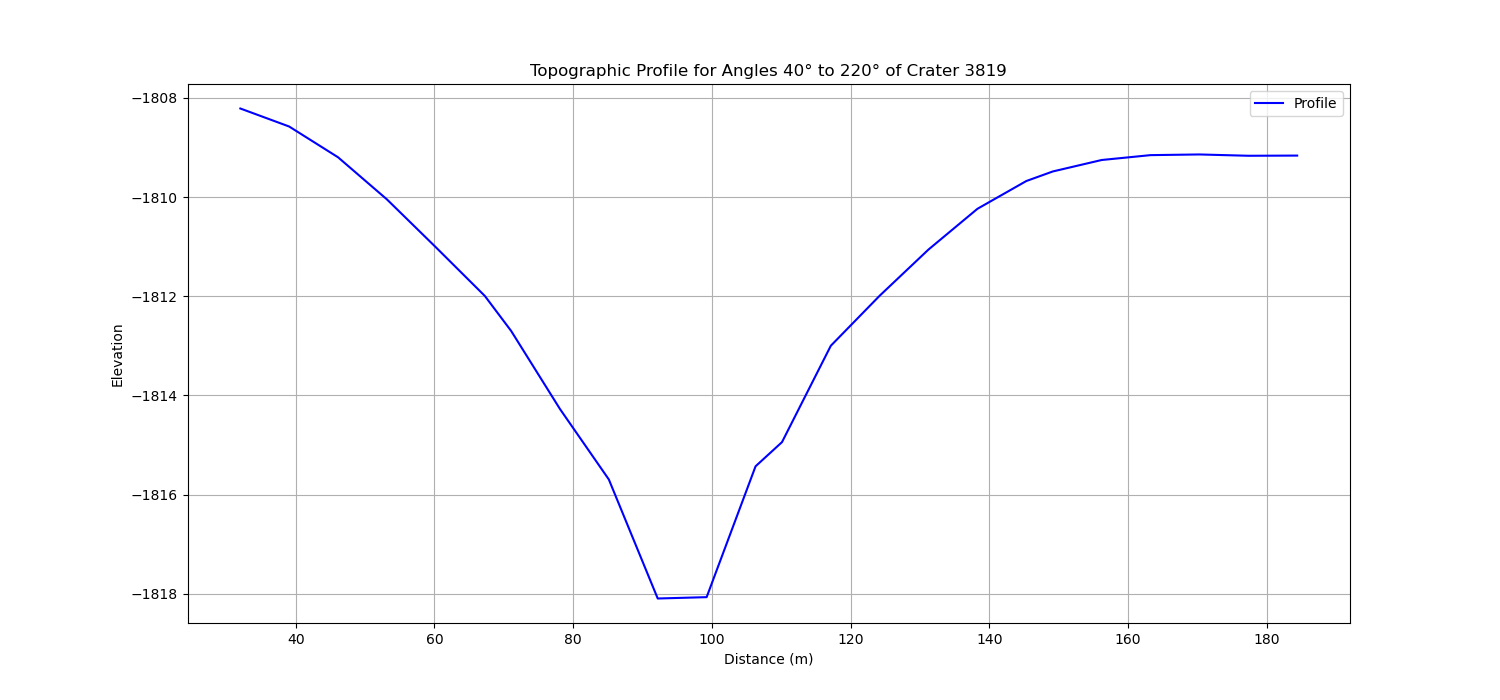 Topographic Profile for Angles 40° to 220° of Crater 3819
Profile
−1808
−1810
−1812
−1814
−1816
−1818
Elevation
40 60 80 100 120 140 160 180
Distance (m)